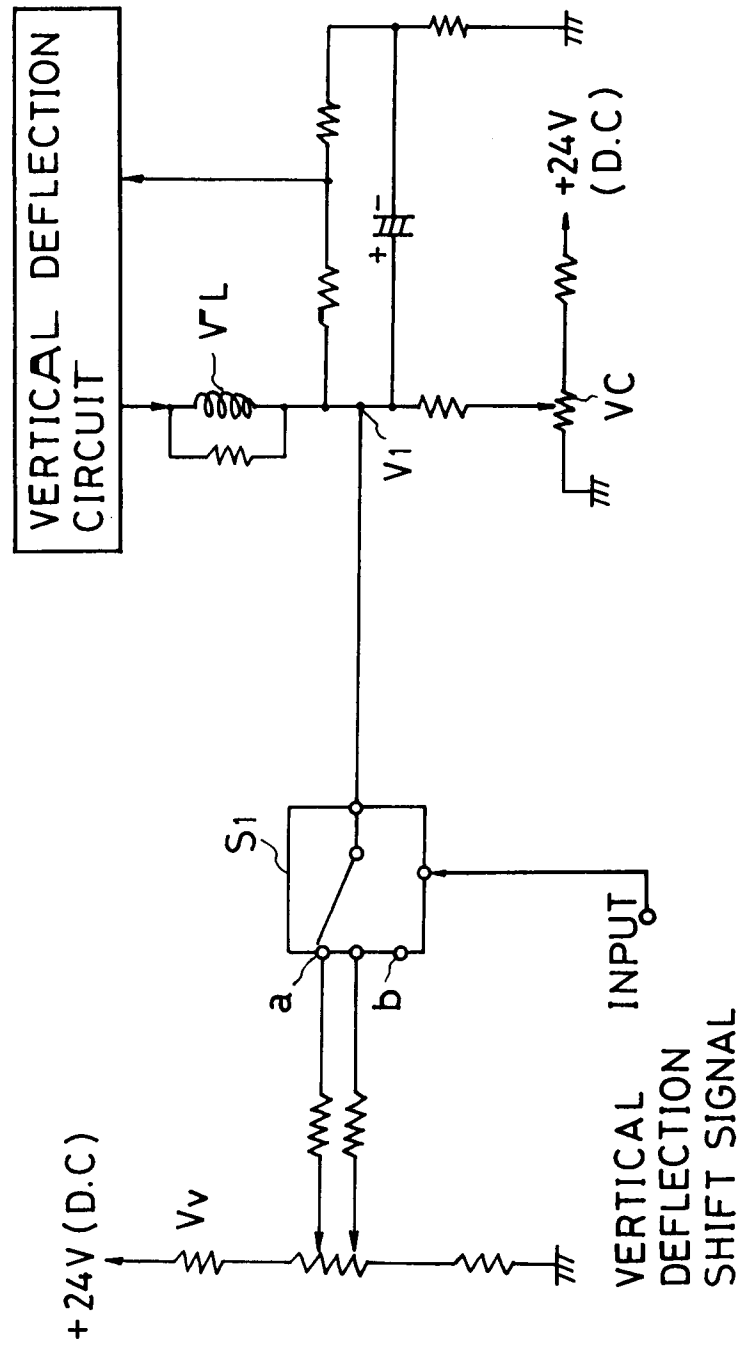 VERTICAL DEFLECTION
CIRCUIT
VL
+ -
V1
+24V
(D.C)
VC
S1
a
b
INPUT
+24V (D.C)
Vv
VERTICAL
DEFLECTION
SHIFT SIGNAL